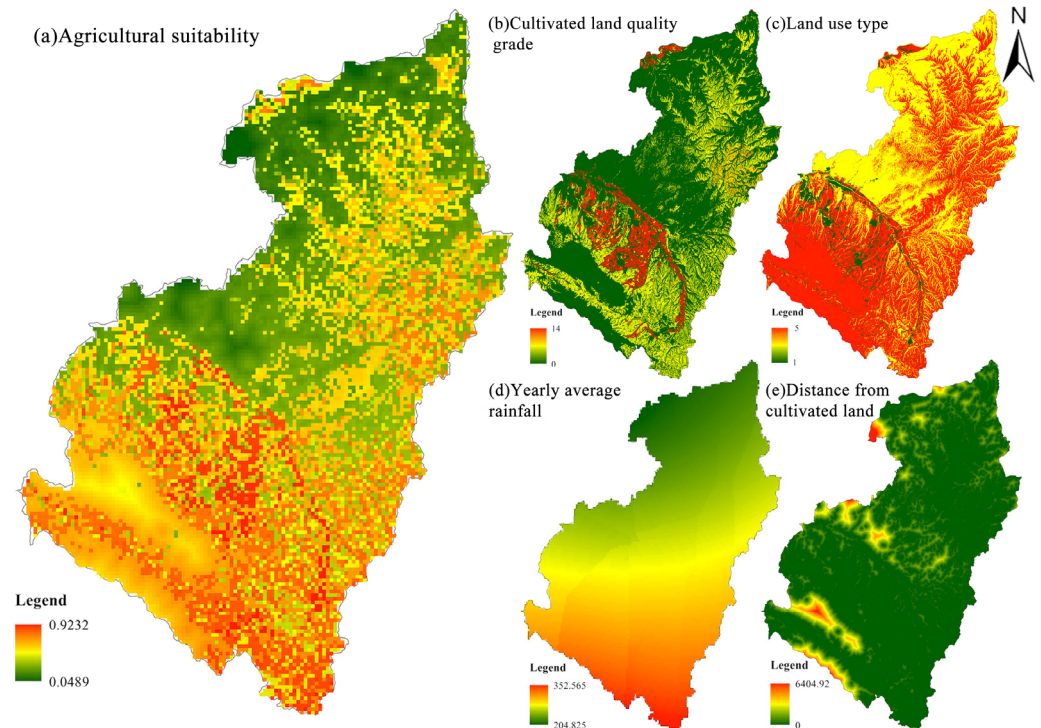 (a)Agricultural suitability
Legend
0.9232
0.0489
(b)Cultivated land quality
grade
Legend
14
0
(c)Land use type
Legend
5
1
N
(d)Yearly average
rainfall
Legend
352.565
204.825
(e)Distance from
cultivated land
Legend
6404.92
0